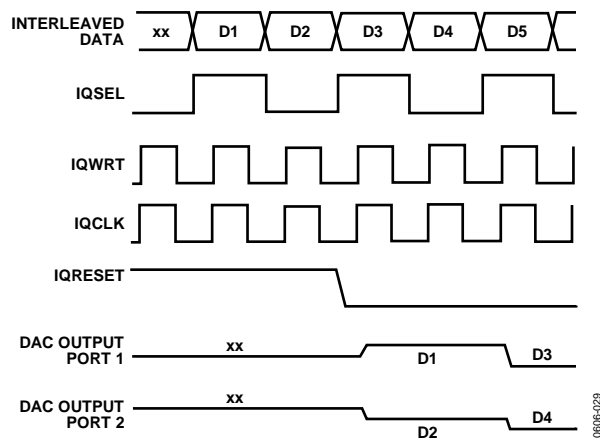 INTERLEAVED
DATA
xx D1 D2 D3 D4 D5
IQSEL
IQWRT
IQCLK
IQRESET
DAC OUTPUT
PORT 1
xx D1 D3
DAC OUTPUT
PORT 2
xx D2 D4
0606-029